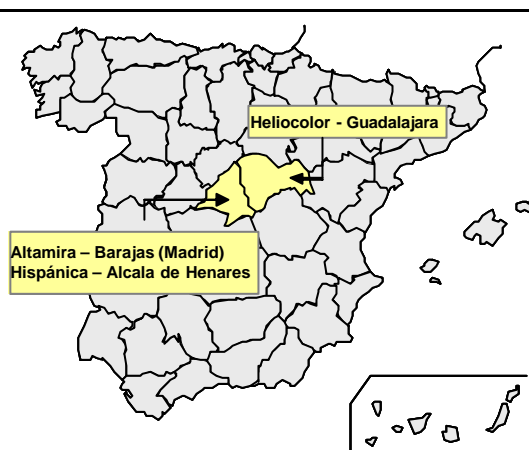 Heliocolor - Guadalajara
Altamira – Barajas (Madrid)
Hispánica – Alcala de Henares